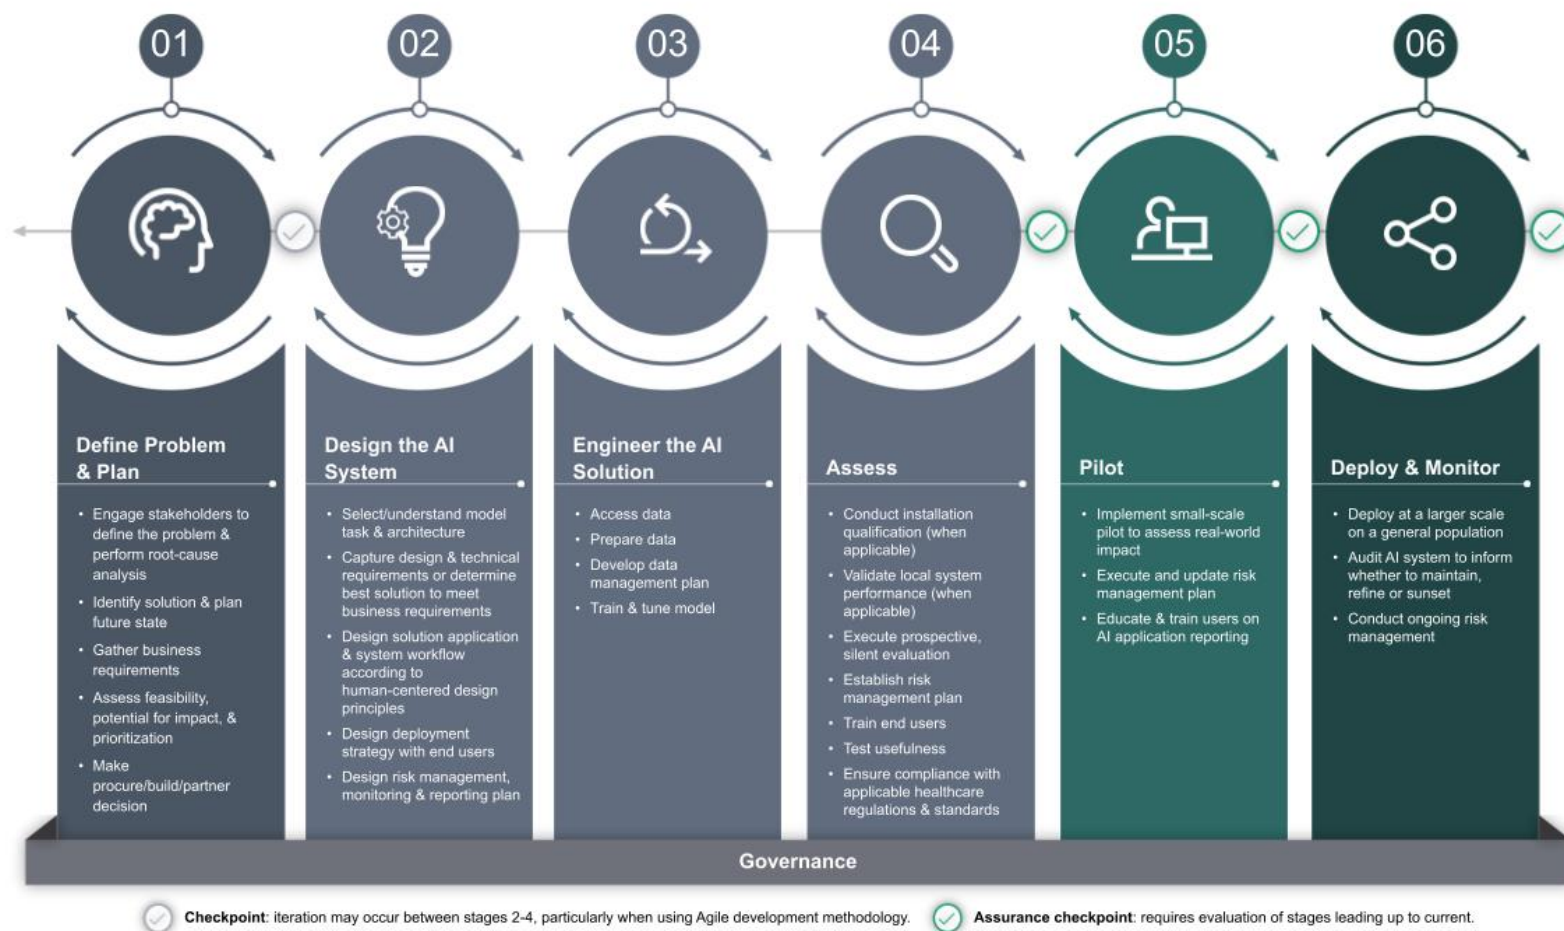 01
02
03
04
05
06
Define Problem
& Plan
• Engage stakeholders to
define the problem &
perform root-cause
analysis
• Identify solution & plan
future state
• Gather business
requirements
• Assess feasibility,
potential for impact, &
prioritization
• Make
procure/build/partner
decision
Design the AI
System
• Select/understand model
task & architecture
• Capture design & technical
requirements or determine
best solution to meet
business requirements
• Design solution application
& system workflow
according to
human-centered design
principles
• Design deployment
strategy with end users
• Design risk management,
monitoring & reporting plan
Engineer the AI
Solution
• Access data
• Prepare data
• Develop data
management plan
• Train & tune model
Assess
• Conduct installation
qualification (when
applicable)
• Validate local system
performance (when
applicable)
• Execute prospective,
silent evaluation
• Establish risk
management plan
• Train end users
• Test usefulness
• Ensure compliance with
applicable healthcare
regulations & standards
Pilot
• Implement small-scale
pilot to assess real-world
impact
• Execute and update risk
management plan
• Educate & train users on
AI application reporting
Deploy & Monitor
• Deploy at a larger scale
on a general population
• Audit AI system to inform
whether to maintain,
refine or sunset
• Conduct ongoing risk
management
Governance
Checkpoint: iteration may occur between stages 2-4, particularly when using Agile development methodology.
Assurance checkpoint: requires evaluation of stages leading up to current.